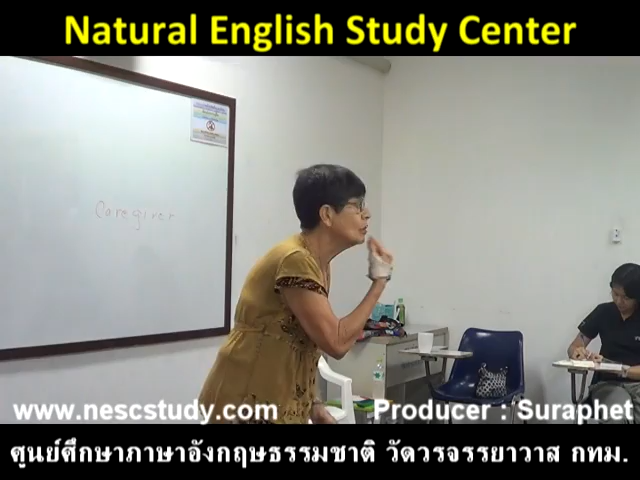 Natural English Study Center
Caregiver
www.nescstudy.com
Producer : Suraphet
ศูนย์ศึกษาภาษาอังกฤษธรรมชาติ วัดวรจรรยาวาส กทม.